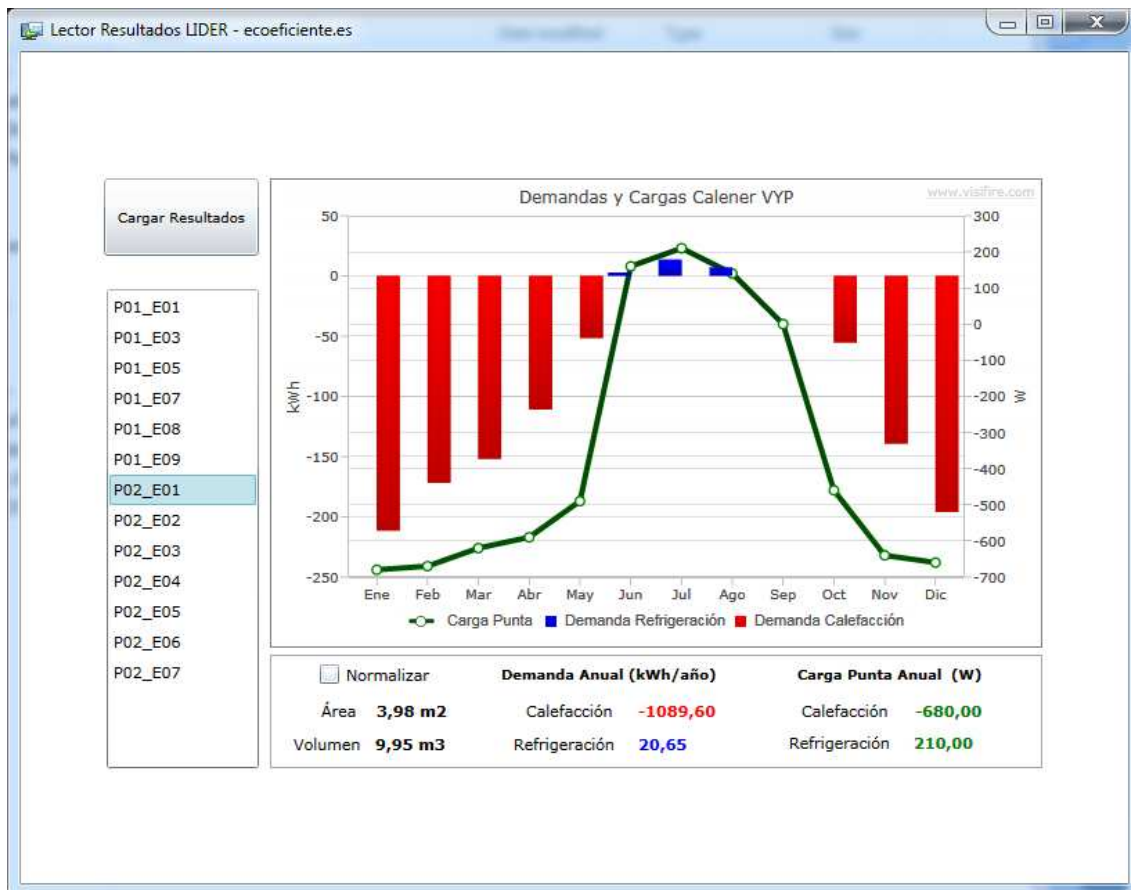 Lector Resultados LIDER - ecoeficiente.es
Cargar Resultados
P01_E01
P01_E03
P01_E05
P01_E07
P01_E08
P01_E09
P02_E01
P02_E02
P02_E03
P02_E04
P02_E05
P02_E06
P02_E07
Demandas y Cargas Calener VYP
www.visifire.com
50
0
-50
-100
-150
-200
-250
kWh
300
200
100
0
-100
-200
-300
-400
-500
-600
-700
W
Ene Feb Mar Abr May Jun Jul Ago Sep Oct Nov Dic
Carga Punta Demanda Refrigeración Demanda Calefacción
Normalizar Demanda Anual (kWh/año) Carga Punta Anual (W)
Área 3,98 m2 Calefacción -1089,60 Calefacción -680,00
Volumen 9,95 m3 Refrigeración 20,65 Refrigeración 210,00